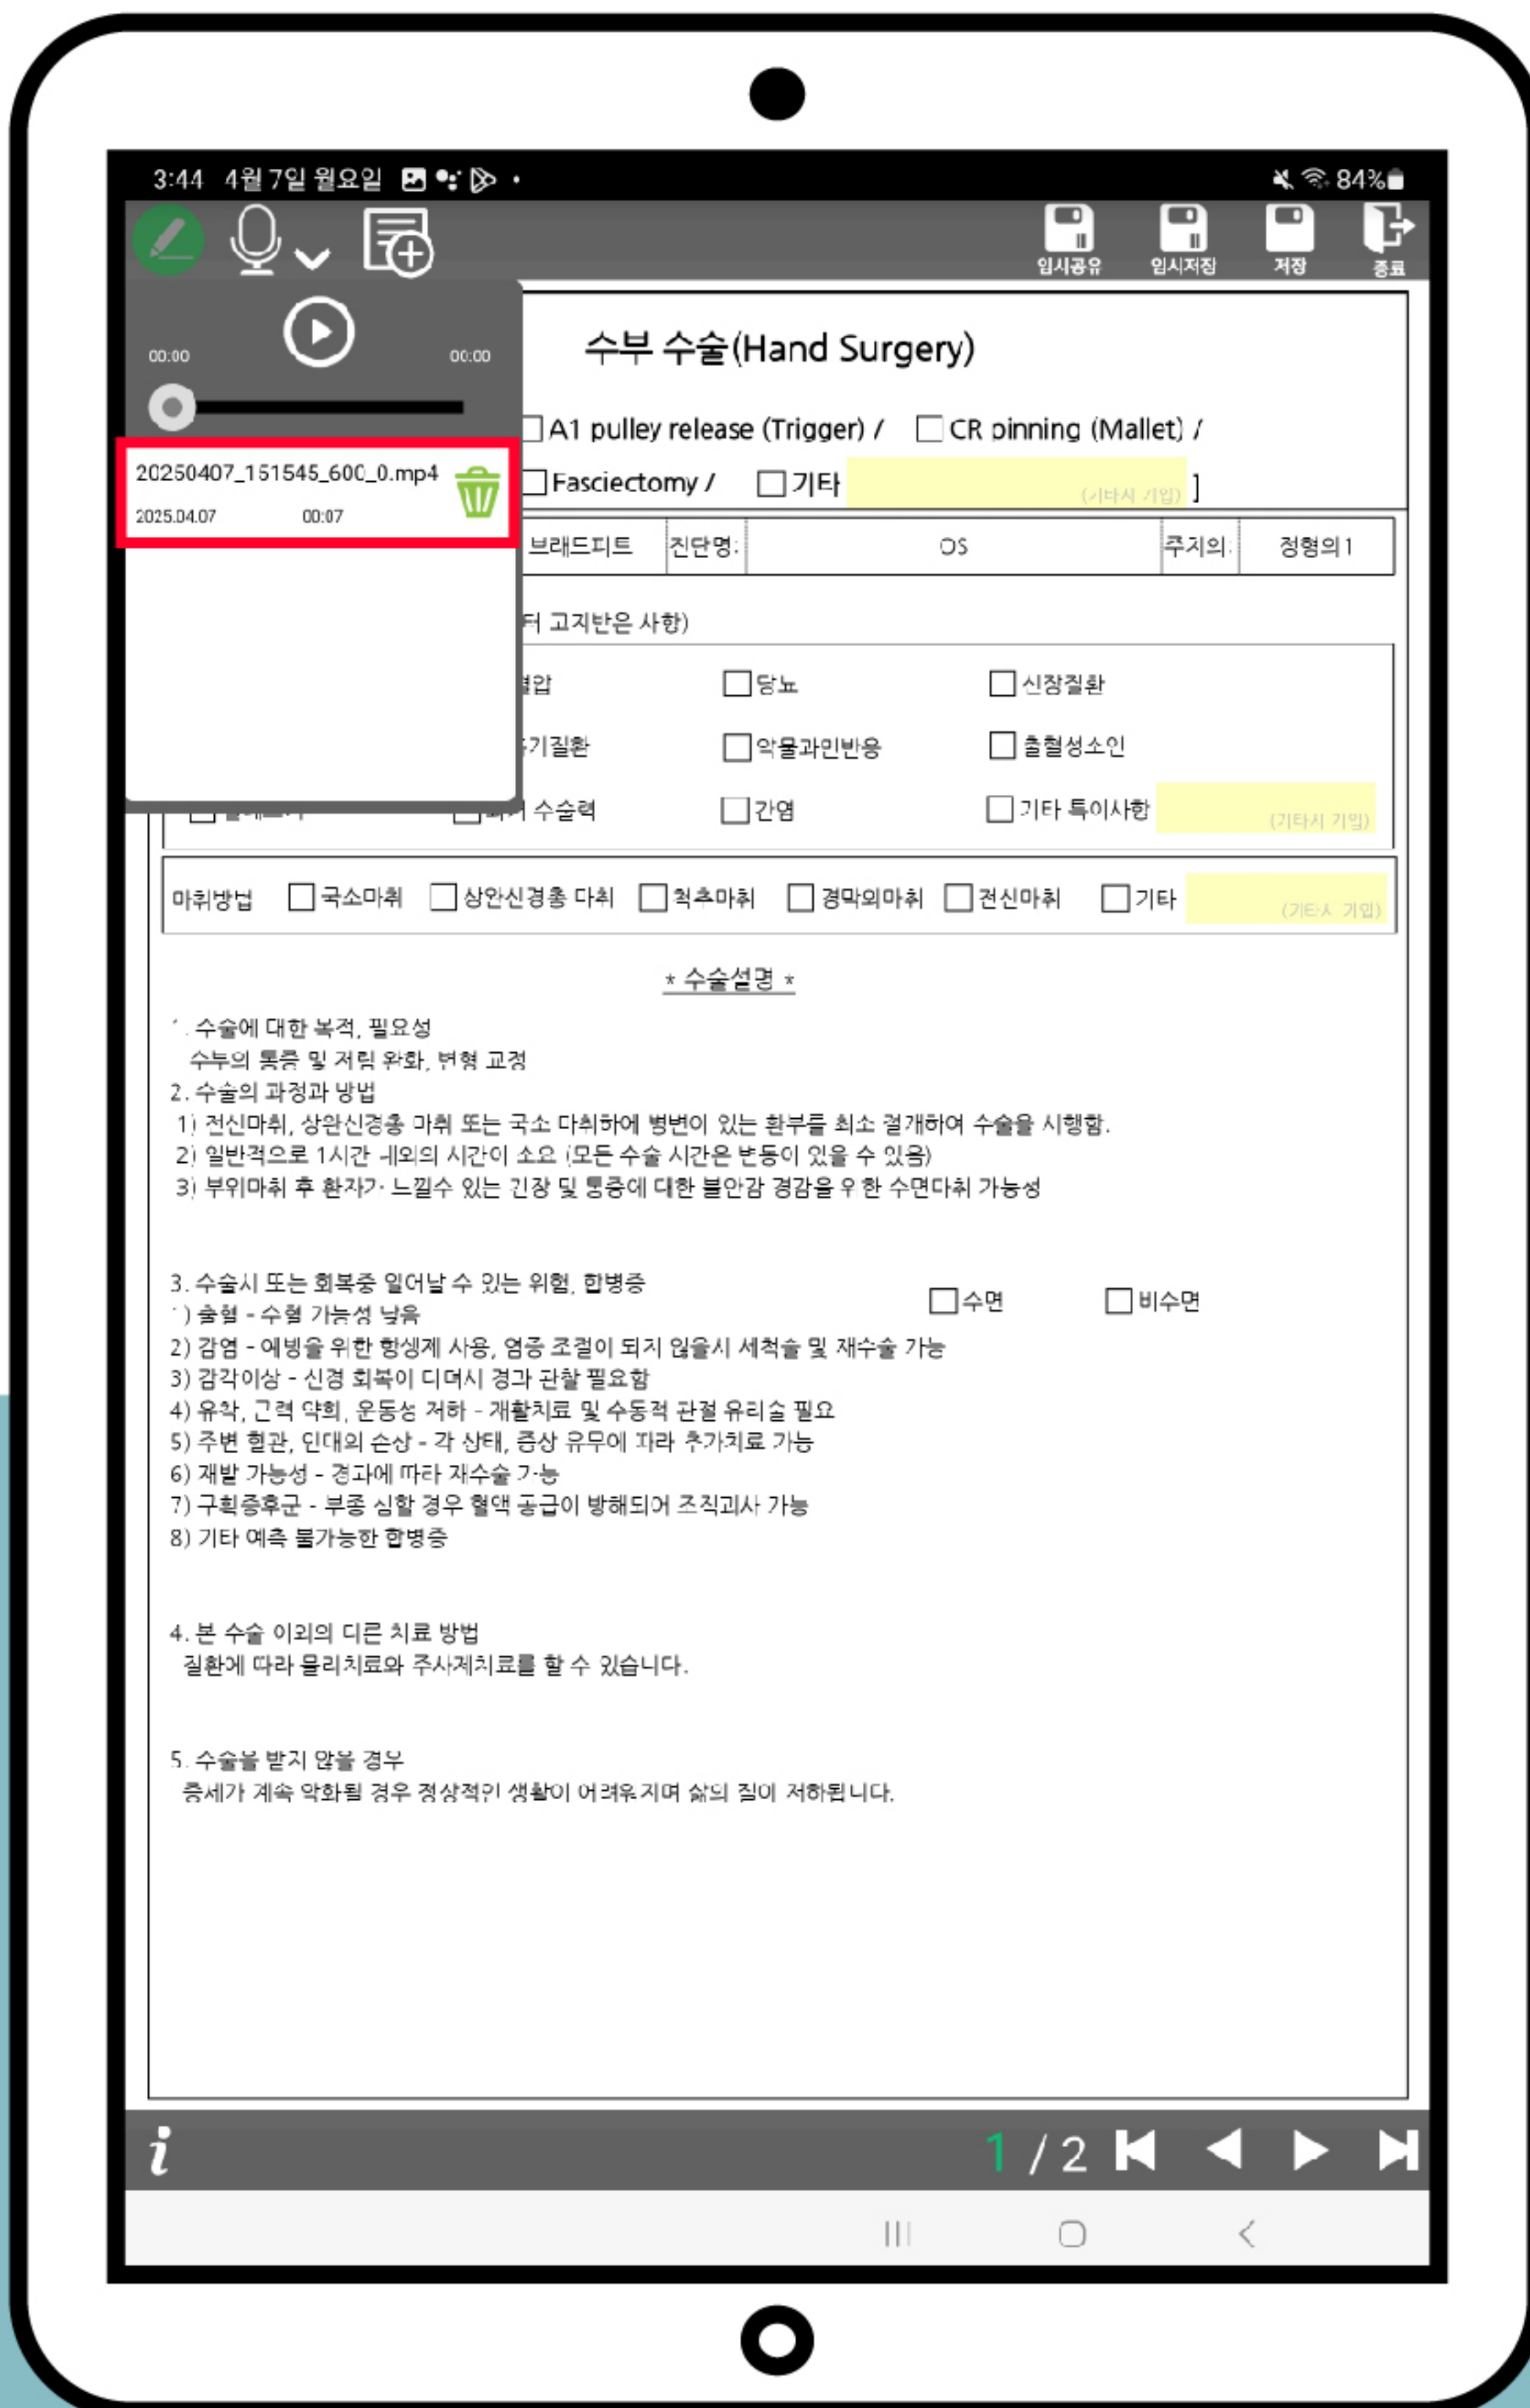 3:44 4월 7일 월요일
84%
임시공유 임시저장 저장 종료
00:00 00:00
수부 수술(Hand Surgery)
A1 pulley release (Trigger) / CR pinning (Mallet) /
20250407_151545_600_0.mp4
Fasciectomy / 기타 (기타시 기입) ]
2025.04.07 00:07
브래드피트 진단명: OS 주치의: 정형의1
터 고지받은 사항)
혈압 당뇨 신장질환
기질환 약물과민반응 출혈성소인
수술력 간염 기타 특이사항 (기타시 기입)
마취방법 국소마취 상완신경총 마취 척추마취 경막외마취 전신마취 기타 (기타시 기입)
* 수술설명 *
1. 수술에 대한 목적, 필요성
수부의 통증 및 저림 완화, 변형 교정
2. 수술의 과정과 방법
1) 전신마취, 상완신경총 마취 또는 국소 마취하에 병변이 있는 환부를 최소 절개하여 수술을 시행함.
2) 일반적으로 1시간 내외의 시간이 소요 (모든 수술 시간은 변동이 있을 수 있음)
3) 부위마취 후 환자가 느낄수 있는 긴장 및 통증에 대한 불안감 경감을 위한 수면마취 가능성
3. 수술시 또는 회복중 일어날 수 있는 위험, 합병증
수면 비수면
1) 출혈 - 수혈 가능성 낮음
2) 감염 - 예방을 위한 항생제 사용, 염증 조절이 되지 않을시 세척술 및 재수술 가능
3) 감각이상 - 신경 회복이 더뎌서 경과 관찰 필요함
4) 유착, 근력 약화, 운동성 저하 - 재활치료 및 수동적 관절 유리술 필요
5) 주변 혈관, 인대의 손상 - 각 상태, 증상 유무에 따라 추가치료 가능
6) 재발 가능성 - 경과에 따라 재수술 가능
7) 구획증후군 - 부종 심할 경우 혈액 공급이 방해되어 조직괴사 가능
8) 기타 예측 불가능한 합병증
4. 본 수술 이외의 다른 치료 방법
질환에 따라 물리치료와 주사제치료를 할 수 있습니다.
5. 수술을 받지 않을 경우
증세가 계속 악화될 경우 정상적인 생활이 어려워지며 삶의 질이 저하됩니다.
i 1 / 2